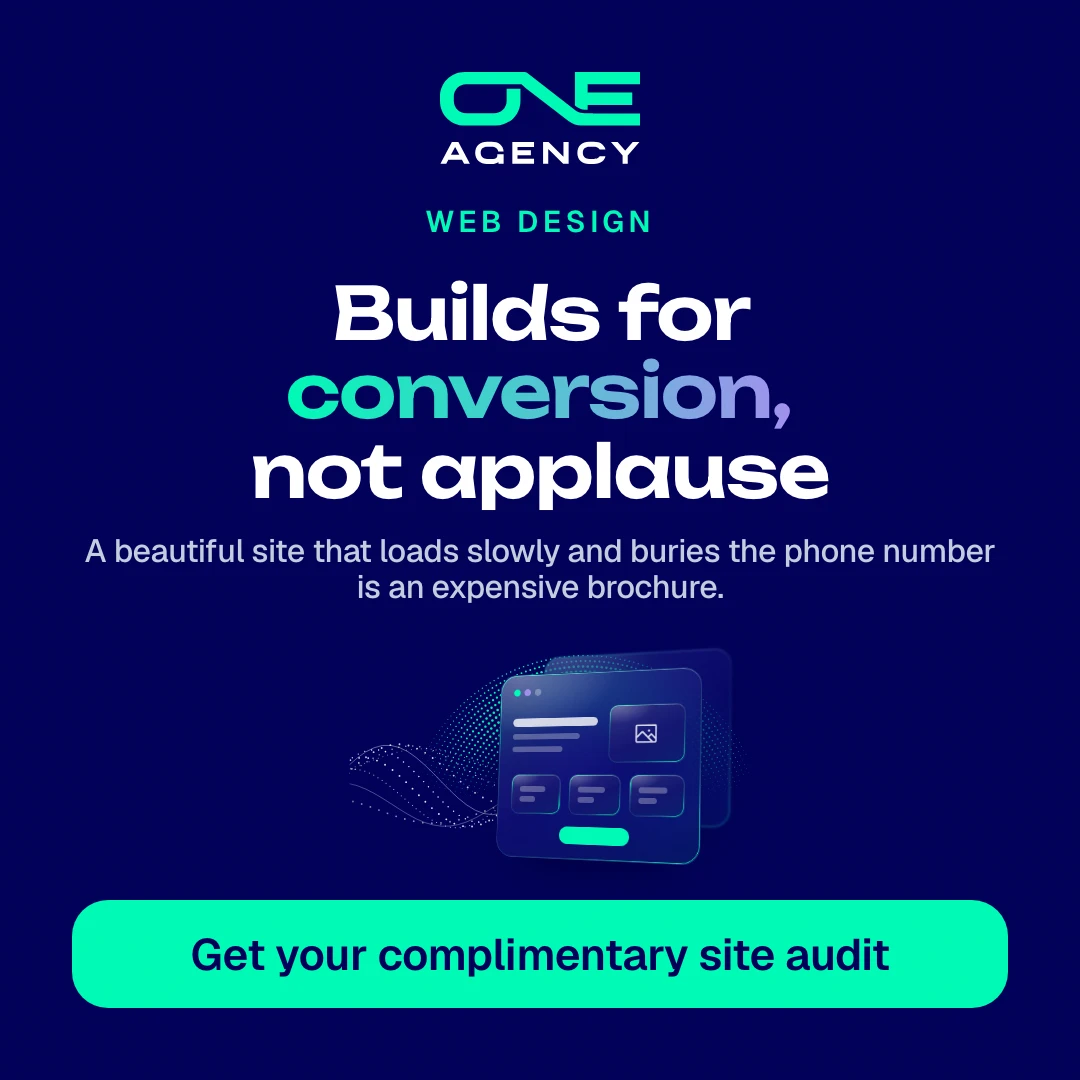 ONE
AGENCY
WEB DESIGN
Builds for
conversion,
not applause
A beautiful site that loads slowly and buries the phone number
is an expensive brochure.
Get your complimentary site audit